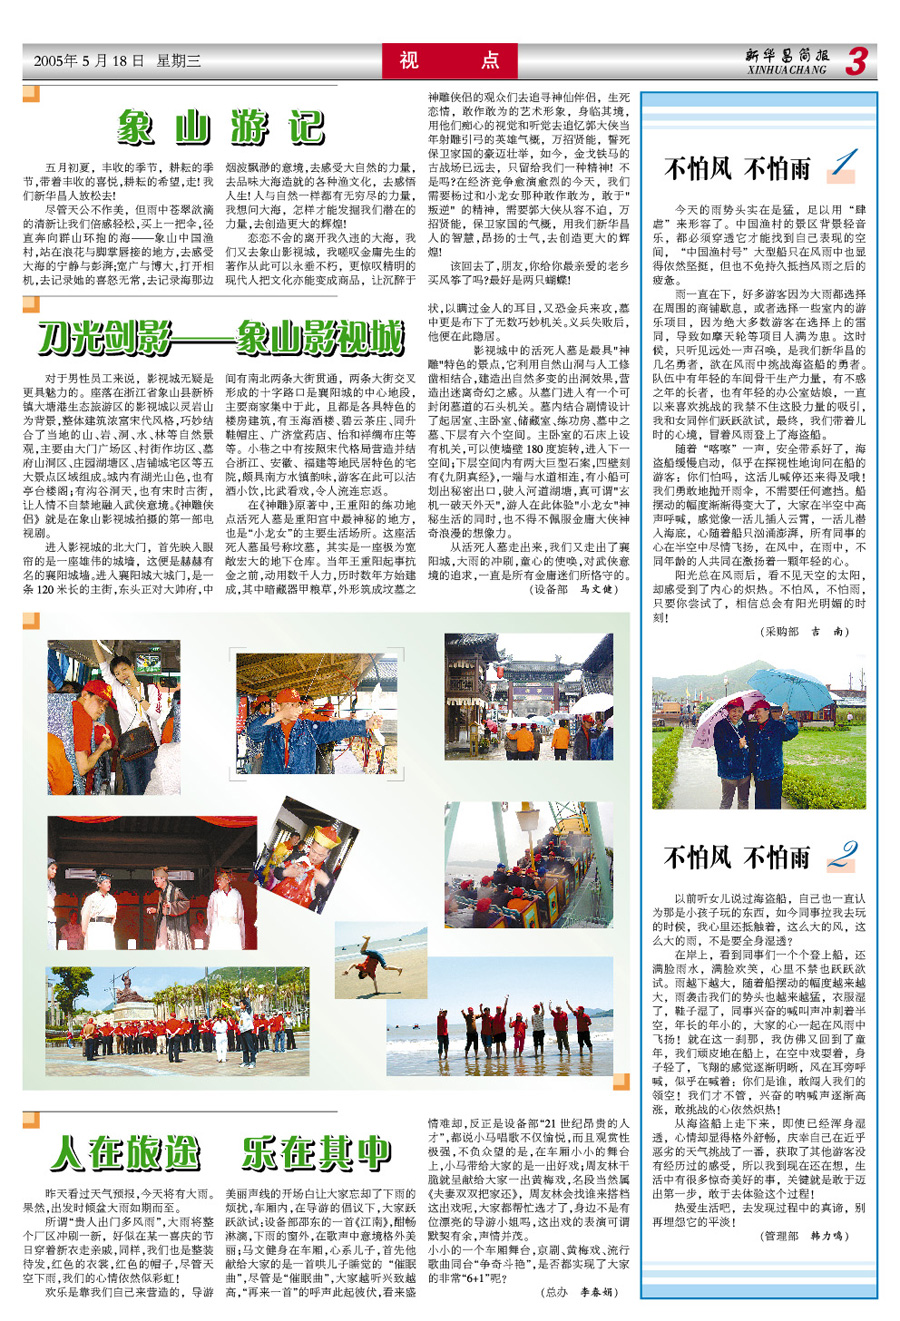 2005年 5 月 18 日 星期三
视 点
新华昌简报
XINHUACHANG
3
象 山 游 记
五月初夏，丰收的季节，耕耘的季
节，带着丰收的喜悦，耕耘的希望，走！我
们新华昌人放松去！
尽管天公不作美，但雨中苍翠欲滴
的清新让我们倍感轻松，买上一把伞，径
直奔向群山环抱的海——象山中国渔
村，站在浪花与脚掌唇接的地方，去感受
大海的宁静与彭湃；宽广与博大，打开相
机，去记录她的喜怒无常，去记录海那边
烟波飘渺的意境，去感受大自然的力量，
去品味大海造就的各种渔文化，去感悟
人生！人与自然一样都有无穷尽的力量，
我想问大海，怎样才能发掘我们潜在的
力量，去创造更大的辉煌！
恋恋不舍的离开我久违的大海，我
们又去象山影视城，我嗟叹金庸先生的
著作从此可以永垂不朽，更惊叹精明的
现代人把文化亦能变成商品，让沉醉于
神雕侠侣的观众们去追寻神仙伴侣，生死
恋情，敢作敢为的艺术形象，身临其境，
用他们痴心的视觉和听觉去追忆郭大侠当
年射雕引弓的英雄气概，万招贤能，誓死
保卫家国的豪迈壮举，如今，金戈铁马的
古战场已远去，只留给我们一种精神！不
是吗？在经济竞争愈演愈烈的今天，我们
需要杨过和小龙女那种敢作敢为，敢于"
叛逆" 的精神，需要郭大侠从容不迫，万
招贤能，保卫家国的气概，用我们新华昌
人的智慧，昂扬的士气，去创造更大的辉
煌！
该回去了，朋友，你给你最亲爱的老乡
买风筝了吗？最好是两只蝴蝶！
刀光剑影——象山影视城
对于男性员工来说，影视城无疑是
更具魅力的。座落在浙江省象山县新桥
镇大塘港生态旅游区的影视城以灵岩山
为背景，整体建筑浓富宋代风格，巧妙结
合了当地的山、岩、洞、水、林等自然景
观，主要由大门广场区、村街作坊区、墓
府山洞区、庄园湖塘区、店铺城宅区等五
大景点区域组成。城内有湖光山色，也有
亭台楼阁；有沟谷洞天，也有宋时古街，
让人情不自禁地融入武侠意境。《神雕侠
侣》就是在象山影视城拍摄的第一部电
视剧。
进入影视城的北大门，首先映入眼
帘的是一座雄伟的城墙，这便是赫赫有
名的襄阳城墙。进入襄阳城大城门，是一
条 120 米长的主街，东头正对大帅府，中
间有南北两条大街贯通，两条大街交叉
形成的十字路口是襄阳城的中心地段，
主要商家集中于此，且都是各具特色的
楼房建筑，有玉海酒楼、碧云茶庄、同升
鞋帽庄、广济堂药店、怡和祥绸布庄等
等。小巷之中有按照宋代格局营造并结
合浙江、安徽、福建等地民居特色的宅
院，颇具南方水镇韵味，游客在此可以沽
酒小饮，比武看戏，令人流连忘返。
在《神雕》原著中，王重阳的练功地
点活死人墓是重阳宫中最神秘的地方，
也是“小龙女”的主要生活场所。这座活
死人墓虽号称坟墓，其实是一座极为宽
敞宏大的地下仓库。当年王重阳起事抗
金之前，动用数千人力，历时数年方始建
成，其中暗藏器甲粮草，外形筑成坟墓之
状，以瞒过金人的耳目，又恐金兵来攻，墓
中更是布下了无数巧妙机关。义兵失败后，
他便在此隐居。
影视城中的活死人墓是最具"神
雕"特色的景点，它利用自然山洞与人工修
凿相结合，建造出自然多变的出洞效果，营
造出迷离奇幻之感。从墓门进入有一个可
封闭墓道的石头机关。墓内结合剧情设计
了起居室、主卧室、储藏室、练功房、墓中之
墓、下层有六个空间。主卧室的石床上设
有机关，可以使墙壁 180 度旋转，进入下一
空间；下层空间内有两大巨型石案，四壁刻
有《九阴真经》，一端与水道相连，有小船可
划出秘密出口，驶入河道湖塘，真可谓“玄
机一破天外天”，游人在此体验"小龙女"神
秘生活的同时，也不得不佩服金庸大侠神
奇浪漫的想像力。
从活死人墓走出来，我们又走出了襄
阳城，大雨的冲刷，童心的使唤，对武侠意
境的追求，一直是所有金庸迷们所恪守的。
(设备部 马文健)
人在旅途 乐在其中
昨天看过天气预报，今天将有大雨。
果然，出发时倾盆大雨如期而至。
所谓“贵人出门多风雨”，大雨将整
个厂区冲刷一新，好似在某一喜庆的节
日穿着新衣走亲戚，同样，我们也是整装
待发，红色的衣裳，红色的帽子，尽管天
空下雨，我们的心情依然似彩虹！
欢乐是靠我们自己来营造的，导游
美丽声线的开场白让大家忘却了下雨的
烦扰，车厢内，在导游的倡议下，大家跃
跃欲试：设备部邵东的一首《江南》，酣畅
淋漓，下雨的窗外，在歌声中意境格外美
丽；马文健身在车厢，心系儿子，首先他
献给大家的是一首哄儿子睡觉的 “催眠
曲”，尽管是“催眠曲”，大家越听兴致越
高，“再来一首”的呼声此起彼伏，看来盛
情难却，反正是设备部“21 世纪昂贵的人
才”，都说小马唱歌不仅愉悦，而且观赏性
极强，不负众望的是，在车厢小小的舞台
上，小马带给大家的是一出好戏；周友林干
脆就呈献给大家一出黄梅戏，名段当然属
《夫妻双双把家还》，周友林会找谁来搭档
这出戏呢，大家都帮忙选才了，身边不是有
位漂亮的导游小姐吗，这出戏的表演可谓
默契有余，声情并茂。
小小的一个车厢舞台，京剧、黄梅戏、流行
歌曲同台“争奇斗艳”，是否都实现了大家
的非常“6+1”呢？
(总办 李春娟)
不怕风 不怕雨 1
今天的雨势头实在是猛，足以用“肆
虐”来形容了。中国渔村的景区背景轻音
乐，都必须穿透它才能找到自己表现的空
间，“中国渔村号”大型船只在风雨中也显
得依然坚挺，但也不免持久抵挡风雨之后的
疲惫。
雨一直在下，好多游客因为大雨都选择
在周围的商铺歇息，或者选择一些室内的游
乐项目，因为绝大多数游客在选择上的雷
同，导致如摩天轮等项目人满为患。这时
候，只听见远处一声召唤，是我们新华昌的
几名勇者，欲在风雨中挑战海盗船的勇者。
队伍中有年轻的车间骨干生产力量，有不惑
之年的长者，也有年轻的办公室姑娘，一直
以来喜欢挑战的我禁不住这股力量的吸引，
我和女同伴们跃跃欲试，最终，我们带着儿
时的心境，冒着风雨登上了海盗船。
随着“喀嚓”一声，安全带系好了，海
盗船缓慢启动，似乎在探视性地询问在船的
游客：你们怕吗，这活儿喊停还来得及哦！
我们勇敢地抛开雨伞，不需要任何遮挡。船
摆动的幅度渐渐得变大了，大家在半空中高
声呼喊，感觉像一活儿插入云霄，一活儿潜
入海底，心随着船只汹涌澎湃，所有同事的
心在半空中尽情飞扬，在风中，在雨中，不
同年龄的人共同在激扬着一颗年轻的心。
阳光总在风雨后，看不见天空的太阳，
却感受到了内心的炽热。不怕风，不怕雨，
只要你尝试了，相信总会有阳光明媚的时
刻！
(采购部 吉 南)
不怕风 不怕雨 2
以前听女儿说过海盗船，自己也一直认
为那是小孩子玩的东西，如今同事拉我去玩
的时候，我心里还抵触着，这么大的风，这
么大的雨，不是要全身湿透？
在岸上，看到同事们一个个登上船，还
满脸雨水，满脸欢笑，心里不禁也跃跃欲
试。雨越下越大，随着船摆动的幅度越来越
大，雨袭击我们的势头也越来越猛，衣服湿
了，鞋子湿了，同事兴奋的喊叫声冲刺着半
空，年长的年小的，大家的心一起在风雨中
飞扬！就在这一刹那，我仿佛又回到了童
年，我们顽皮地在船上，在空中戏耍着，身
子轻了，飞翔的感觉逐渐明晰，风在耳旁呼
喊，似乎在喊着：你们是谁，敢闯入我们的
领空！我们才不管，兴奋的呐喊声逐渐高
涨，敢挑战的心依然炽热！
从海盗船上走下来，即使已经浑身湿
透，心情却显得格外舒畅，庆幸自己在近乎
恶劣的天气挑战了一番，获取了其他游客没
有经历过的感受，所以我到现在还在想，生
活中有很多惊奇美好的事，关键就是敢于迈
出第一步，敢于去体验这个过程！
热爱生活吧，去发现过程中的真谛，别
再埋怨它的平淡！
(管理部 韩力鸣)